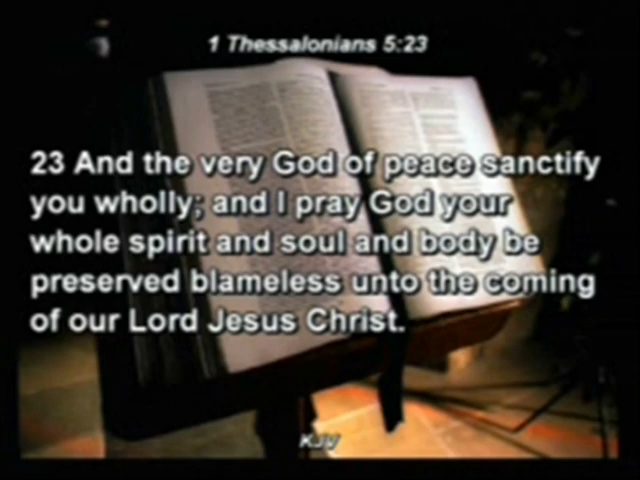 1 Thessalonians 5:23
23 And the very God of peace sanctify
you wholly; and I pray God your
whole spirit and soul and body be
preserved blameless unto the coming
of our Lord Jesus Christ.
KJV